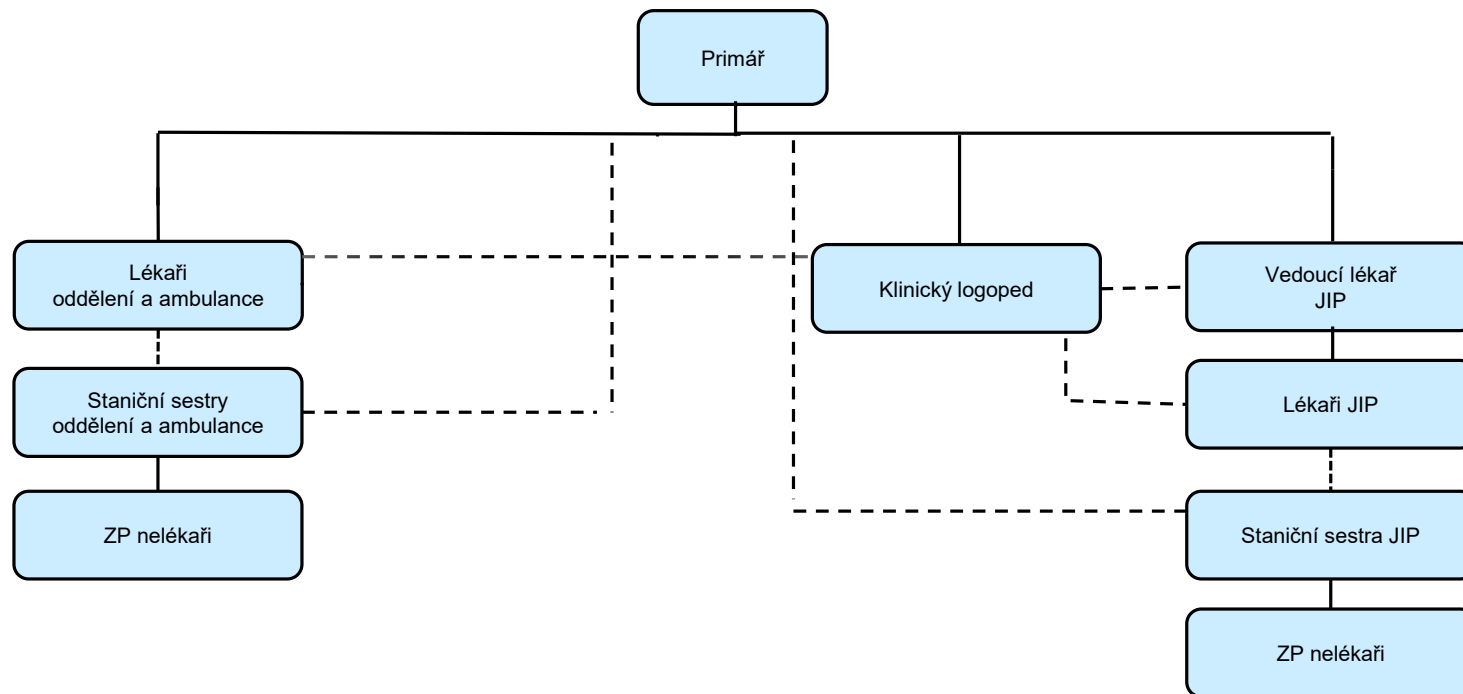 Primář
Lékaři
oddělení a ambulance
Klinický logoped
Vedoucí lékař
JIP
Staniční sestry
oddělení a ambulance
Lékaři JIP
ZP nelékaři
Staniční sestra JIP
ZP nelékaři